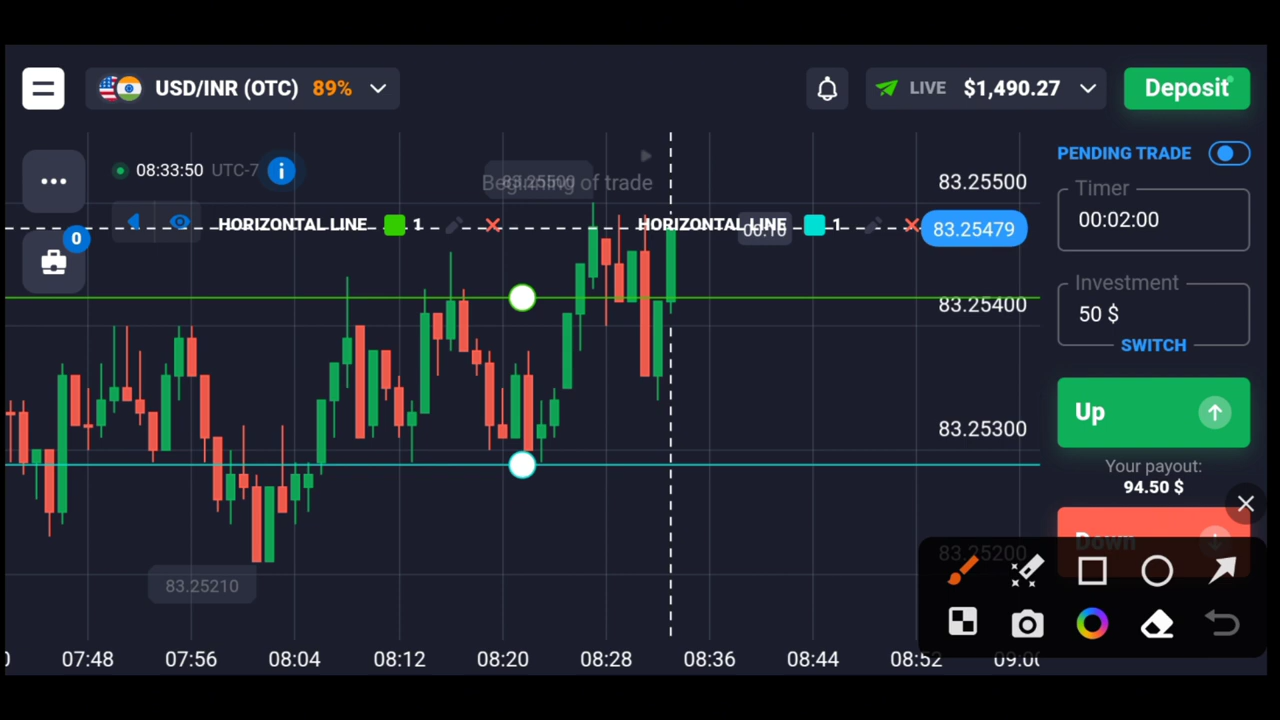 USD/INR (OTC) 89%
LIVE $1,490.27
Deposit
08:33:50 UTC-7
83.25500
Beginning of trade
83.25500
PENDING TRADE
Timer
00:02:00
0
HORIZONTAL LINE 1
HORIZONTAL LINE 1
83.25479
Investment
50 $
SWITCH
83.25400
Up
83.25300
Your payout:
94.50 $
Down
83.25200
83.25210
0 07:48 07:56 08:04 08:12 08:20 08:28 08:36 08:44 08:52